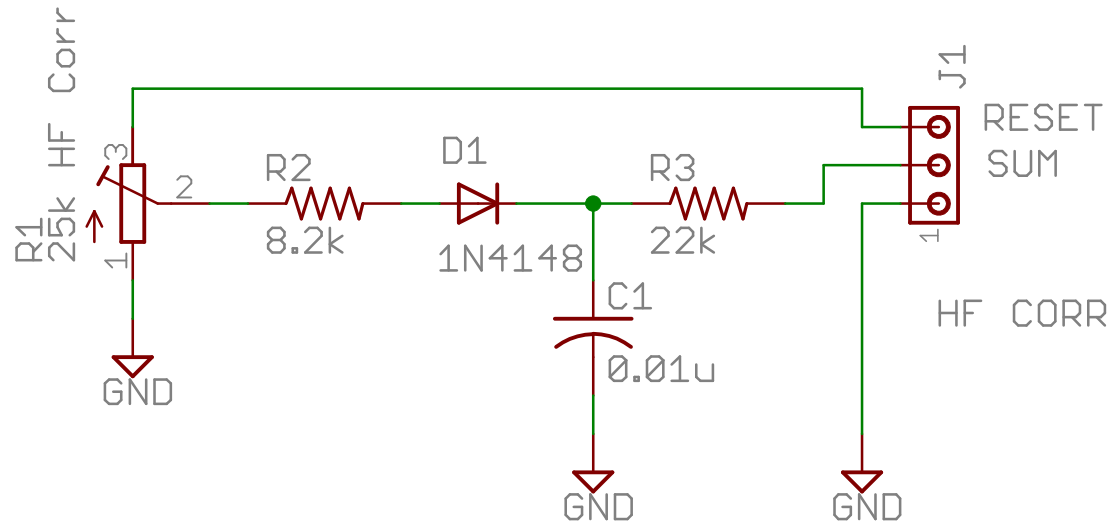 R1
25k HF Corr
3
2
1
GND
R2
8.2k
D1
1N4148
C1
0.01u
GND
R3
22k
J1
RESET
SUM
1
HF CORR
GND